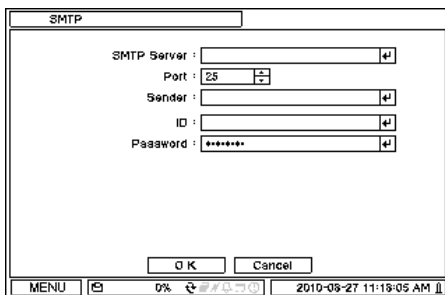 SMTP
SMTP Server :
Port : 25
Sender :
ID :
Password : *******
OK Cancel
MENU 0% 2010-08-27 11:18:05 AM